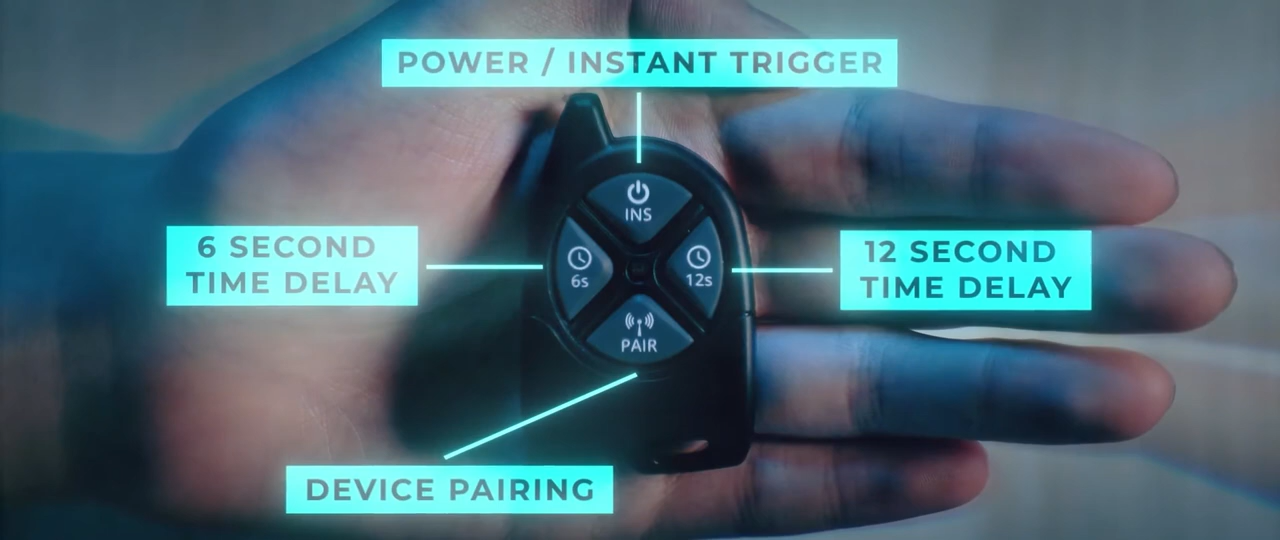 POWER / INSTANT TRIGGER
INS
6 SECOND
TIME DELAY
6s
12s
12 SECOND
TIME DELAY
PAIR
DEVICE PAIRING